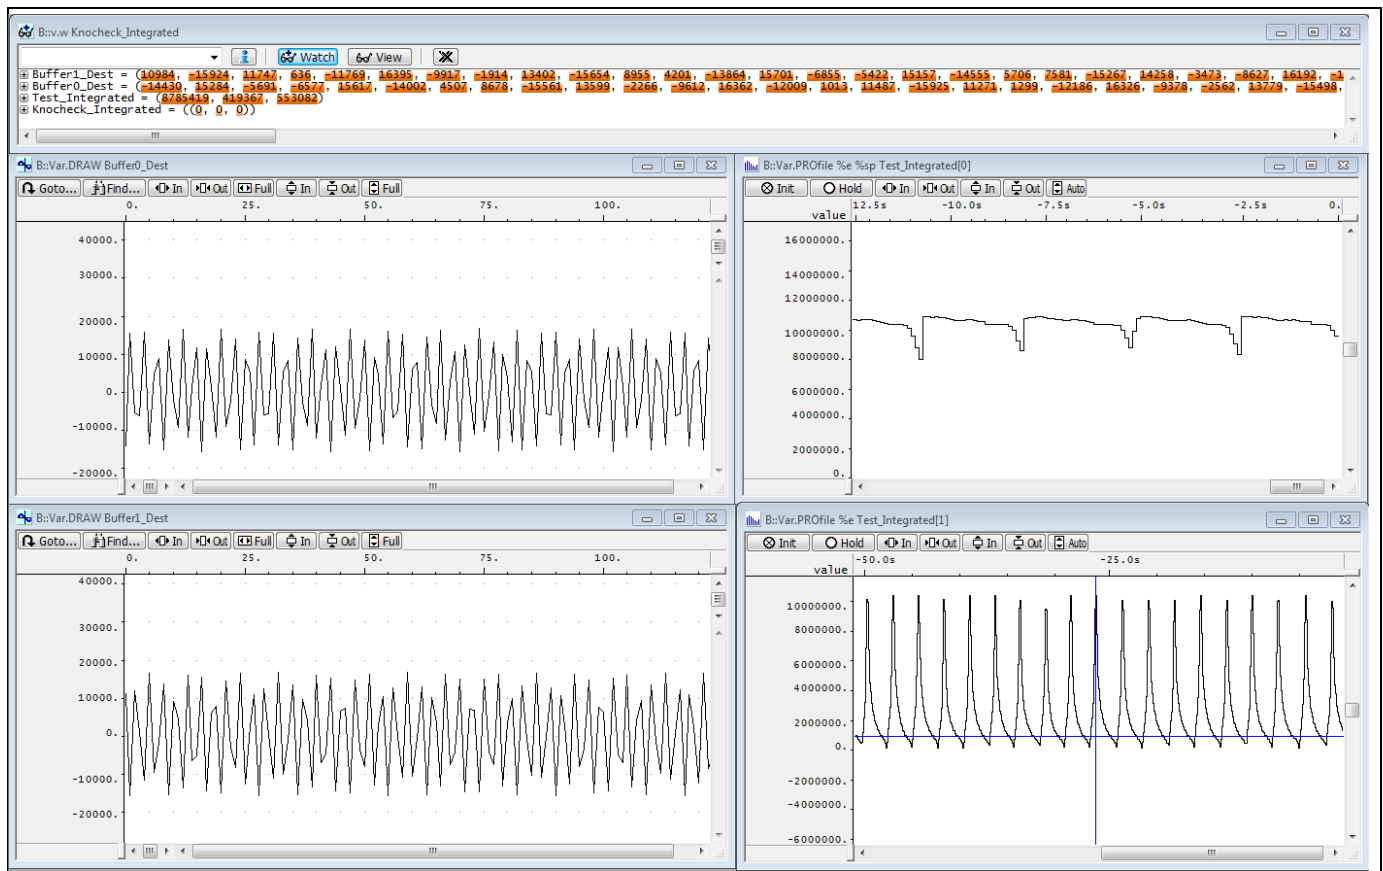 B::v.w Knocheck_Integrated
Watch View
Buffer1_Dest = (10984, -15924, 11747, 636, -11769, 16395, -9917, -1914, 13402, -15654, 8955, 4201, -13864, 15701, -6855, -5422, 15157, -14555, 5706, 7581, -15267, 14258, -3473, -8627, 16192, -1
Buffer0_Dest = (-14430, 15284, -5691, -6577, 15617, -14002, 4507, 8678, -15561, 13599, -2266, -9612, 16362, -12009, 1013, 11487, -15925, 11271, 1299, -12186, 16326, -9378, -2562, 13779, -15498,
Test_Integrated = (8785419, 419367, 553082)
Knocheck_Integrated = ((0, 0, 0))
B::Var.DRAW Buffer0_Dest
Goto... Find... In Out Full In Out Full
0. 25. 50. 75. 100.
40000.
30000.
20000.
10000.
0.
-10000.
-20000.
B::Var.PROfile %e %sp Test_Integrated[0]
Init Hold In Out In Out Auto
value 12.5s -10.0s -7.5s -5.0s -2.5s 0.
16000000.
14000000.
12000000.
10000000.
8000000.
6000000.
4000000.
2000000.
0.
B::Var.DRAW Buffer1_Dest
Goto... Find... In Out Full In Out Full
0. 25. 50. 75. 100.
40000.
30000.
20000.
10000.
0.
-10000.
-20000.
B::Var.PROfile %e Test_Integrated[1]
Init Hold In Out In Out Auto
value -50.0s -25.0s
10000000.
8000000.
6000000.
4000000.
2000000.
0.
-2000000.
-4000000.
-6000000.